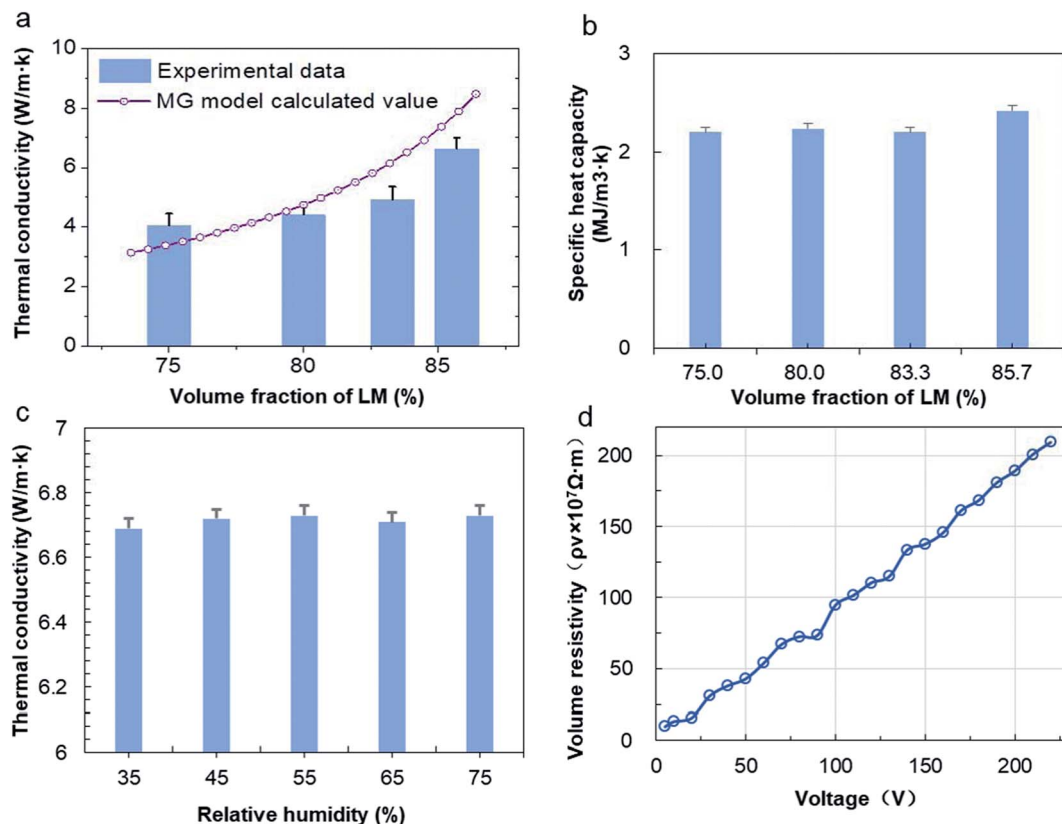 a
Thermal conductivity (W/m·k)
10
8
6
4
2
0
Experimental data
MG model calculated value
75 80 85
Volume fraction of LM (%)
b
Specific heat capacity
(MJ/m3·k)
3
2
1
0
75.0 80.0 83.3 85.7
Volume fraction of LM (%)
c
Thermal conductivity (W/m·k)
7
6.8
6.6
6.4
6.2
6
35 45 55 65 75
Relative humidity (%)
d
Volume resistivity（ρv×10⁷Ω·m）
200
150
100
50
0
0 50 100 150 200
Voltage（V）